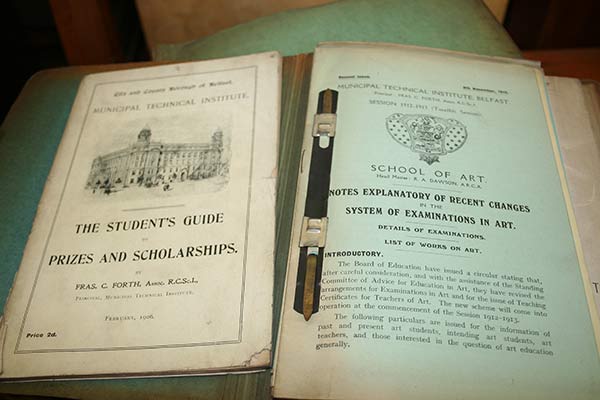 City and County Borough of Belfast.
MUNICIPAL TECHNICAL INSTITUTE.
THE STUDENT'S GUIDE
TO
PRIZES AND SCHOLARSHIPS.
BY
FRAS. C. FORTH, Assoc. R.C.Sc.I.,
PRINCIPAL, MUNICIPAL TECHNICAL INSTITUTE.
FEBRUARY, 1906.
Price 2d.
Second Issue.
MUNICIPAL TECHNICAL INSTITUTE, BELFAST
Principal: FRAS. C. FORTH, Assoc. R.C.Sc.I.
SESSION 1912-1913 (Twelfth Session).
SCHOOL OF ART.
Head Master: R. A. DAWSON, A.R.C.A.
NOTES EXPLANATORY OF RECENT CHANGES
IN THE
SYSTEM OF EXAMINATIONS IN ART.
DETAILS OF EXAMINATIONS.
LIST OF WORKS ON ART.
INTRODUCTORY.
The Board of Education have issued a circular stating that,
after careful consideration, and with the assistance of the Standing
Committee of Advice for Education in Art, they have revised the
arrangements for Examinations in Art and for the issue of Teaching
Certificates for Teachers of Art. The new scheme will come into
operation at the commencement of the Session 1912-1913.
The following particulars are issued for the information of
past and present art students, intending art students, art
teachers, and those interested in the question of art education
generally.
T